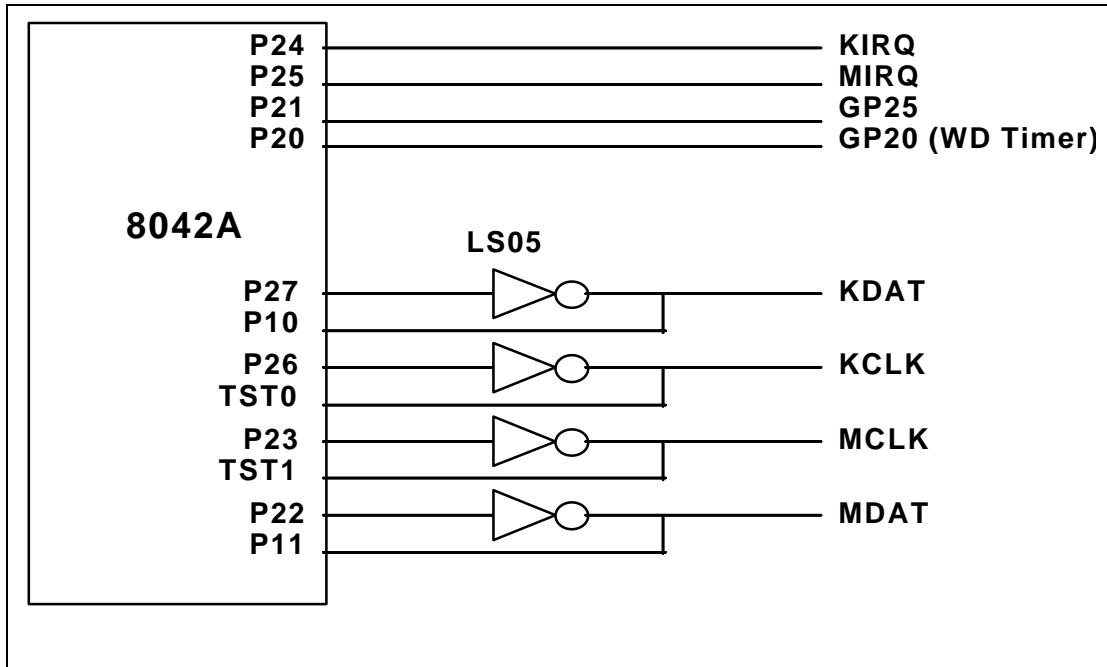 P24 KIRQ
P25 MIRQ
P21 GP25
P20 GP20 (WD Timer)
8042A
LS05
P27 KDAT
P10
P26 KCLK
TST0
P23 MCLK
TST1
P22 MDAT
P11